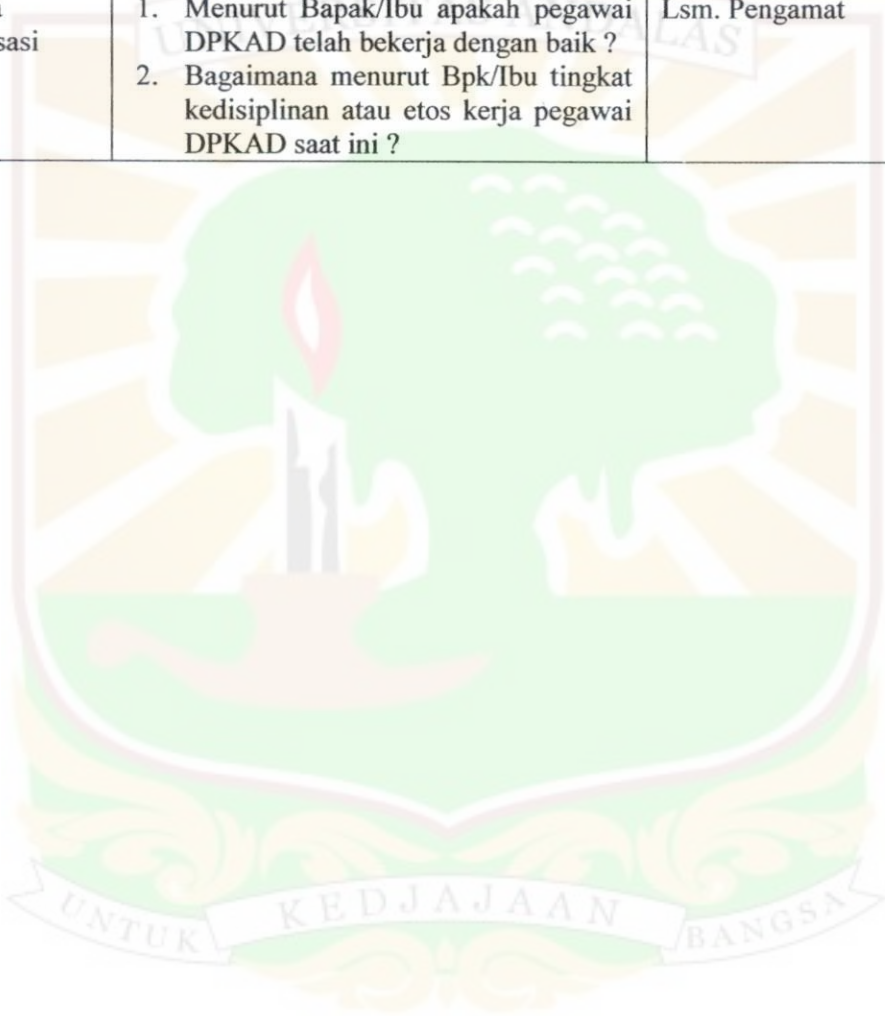 sasi
1. Menurut Bapak/Ibu apakah pegawai
DPKAD telah bekerja dengan baik ?
2. Bagaimana menurut Bpk/Ibu tingkat
kedisiplinan atau etos kerja pegawai
DPKAD saat ini ?
Lsm. Pengamat
UNTUK KEDJAJAAN BANGSA